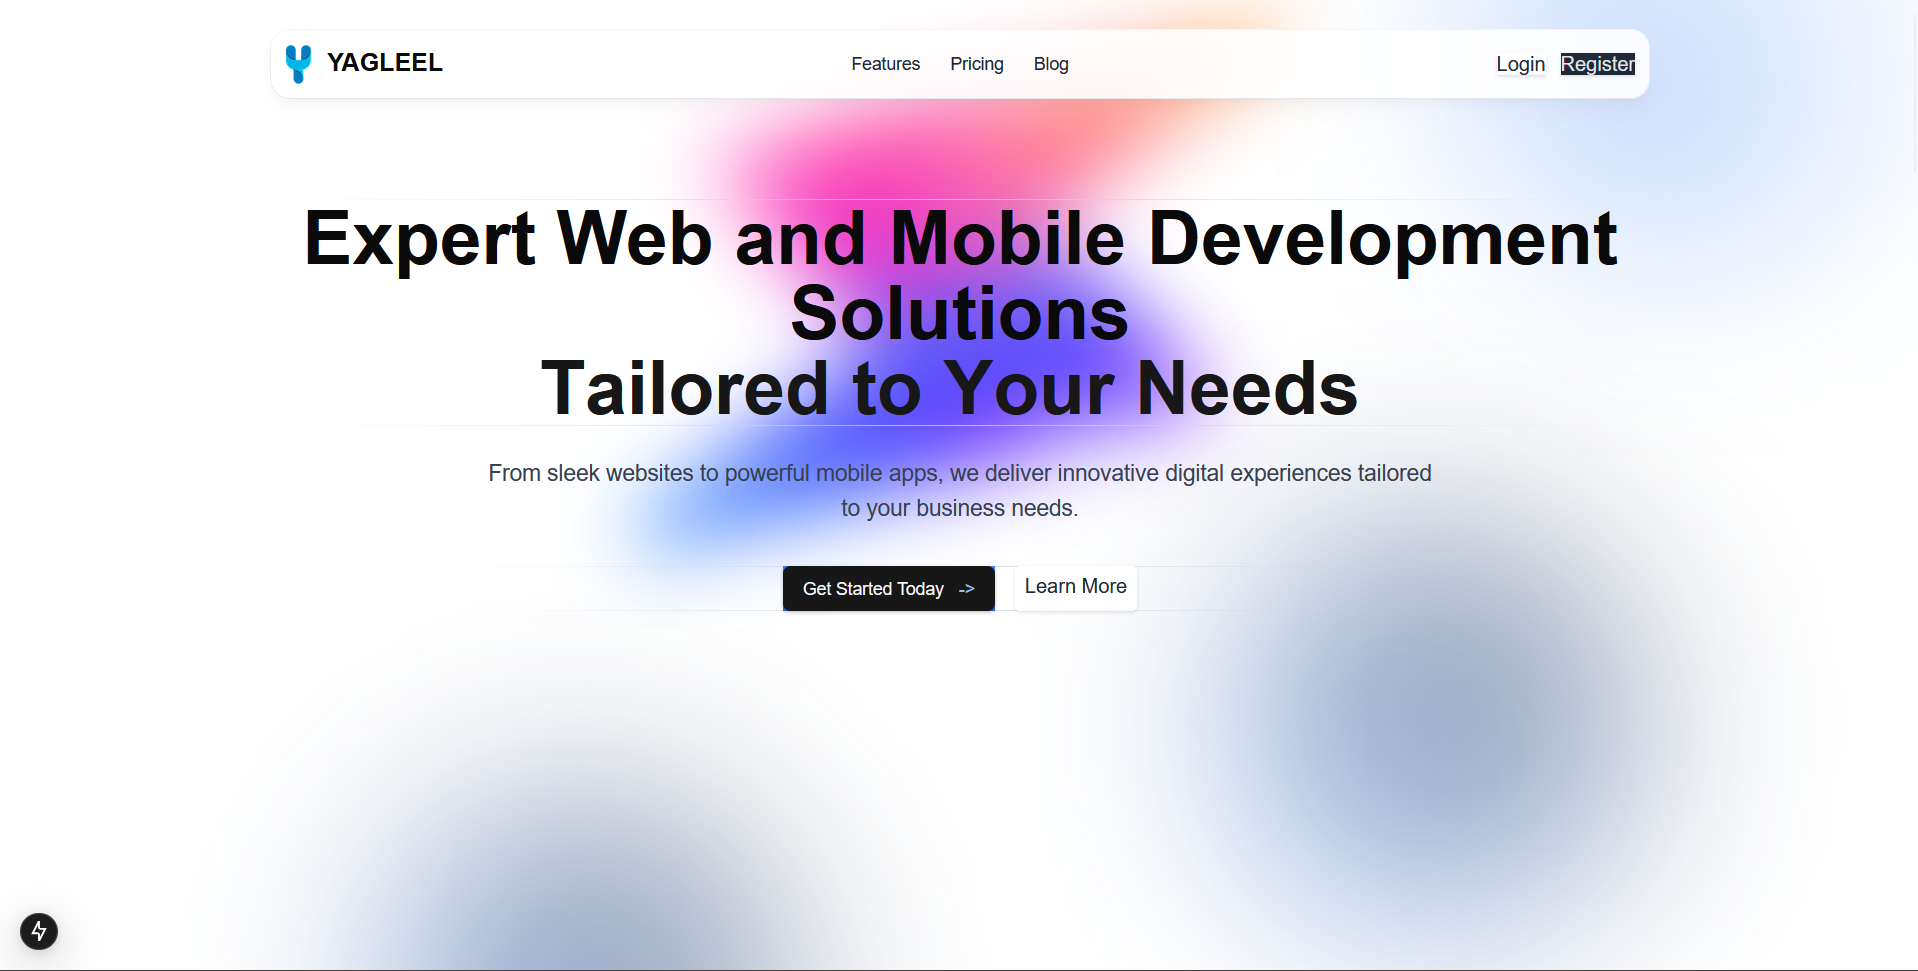 YAGLEEL
Features
Pricing
Blog
Login
Register
Expert Web and Mobile Development
Solutions
Tailored to Your Needs
From sleek websites to powerful mobile apps, we deliver innovative digital experiences tailored
to your business needs.
Get Started Today ->
Learn More